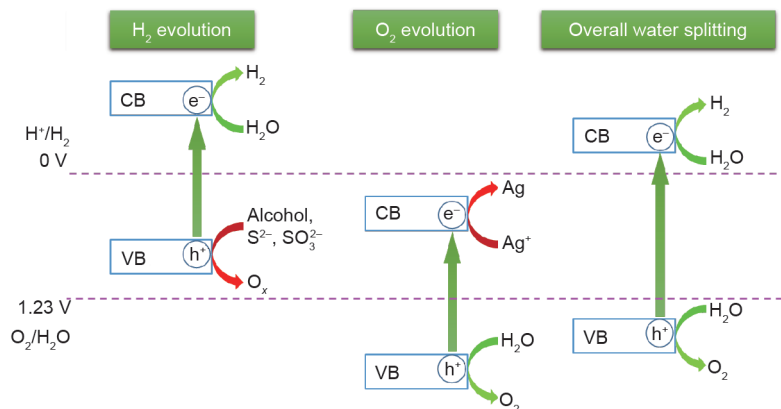 H₂ evolution
O₂ evolution
Overall water splitting
H⁺/H₂
0 V
1.23 V
O₂/H₂O
CB
e⁻
H₂
H₂O
VB
h⁺
Alcohol,
S²⁻, SO₃²⁻
Oₓ
CB
e⁻
Ag
Ag⁺
VB
h⁺
H₂O
O₂
CB
e⁻
H₂
H₂O
VB
h⁺
H₂O
O₂